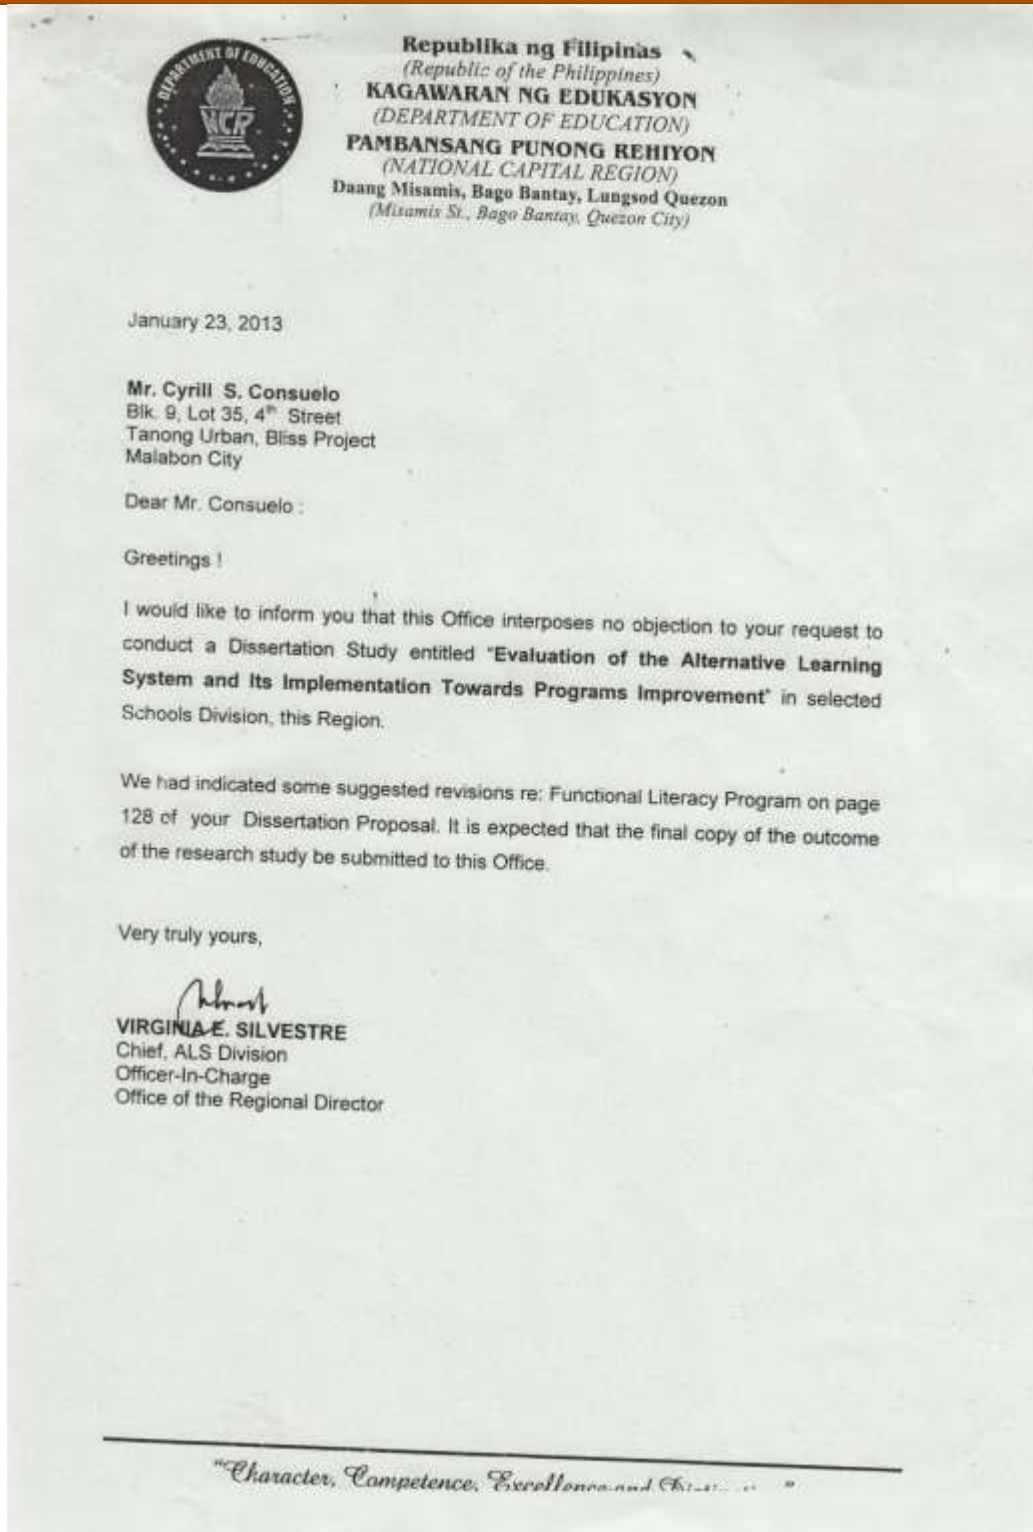 DEPARTMENT OF EDUCATION
NCR
Republika ng Filipinas
(Republic of the Philippines)
KAGAWARAN NG EDUKASYON
(DEPARTMENT OF EDUCATION)
PAMBANSANG PUNONG REHIYON
(NATIONAL CAPITAL REGION)
Daang Misamis, Bago Bantay, Lungsod Quezon
(Misamis St., Bago Bantay, Quezon City)
January 23, 2013
Mr. Cyrill S. Consuelo
Blk. 9, Lot 35, 4th Street
Tanong Urban, Bliss Project
Malabon City
Dear Mr. Consuelo :
Greetings !
I would like to inform you that this Office interposes no objection to your request to
conduct a Dissertation Study entitled "Evaluation of the Alternative Learning
System and Its Implementation Towards Programs Improvement" in selected
Schools Division, this Region.
We had indicated some suggested revisions re: Functional Literacy Program on page
128 of your Dissertation Proposal. It is expected that the final copy of the outcome
of the research study be submitted to this Office.
Very truly yours,
VIRGINIA E. SILVESTRE
Chief, ALS Division
Officer-In-Charge
Office of the Regional Director
"Character, Competence, Excellence and "